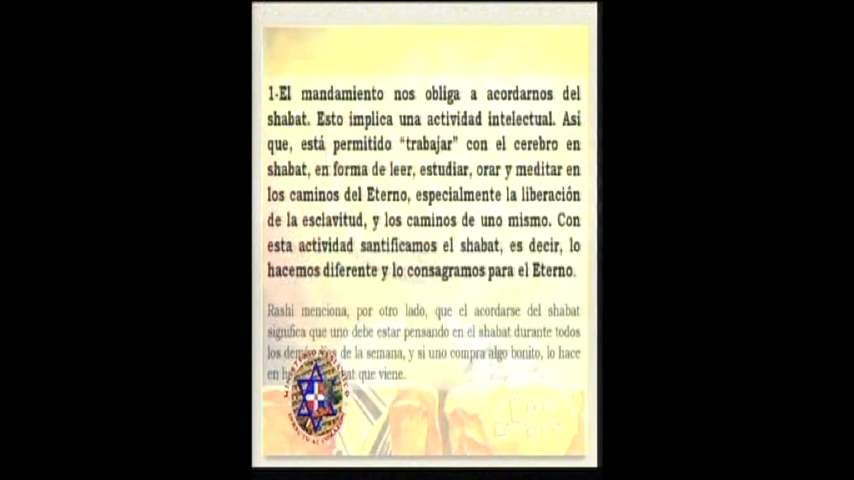 1-El mandamiento nos obliga a acordarnos del
shabat. Esto implica una actividad intelectual. Así
que, está permitido “trabajar” con el cerebro en
shabat, en forma de leer, estudiar, orar y meditar en
los caminos del Eterno, especialmente la liberación
de la esclavitud, y los caminos de uno mismo. Con
esta actividad santificamos el shabat, es decir, lo
hacemos diferente y lo consagramos para el Eterno.
Rashí menciona, por otro lado, que el acordarse del shabat
significa que uno debe estar pensando en el shabat durante todos
los demás días de la semana, y si uno compra algo bonito, lo hace
en que viene.